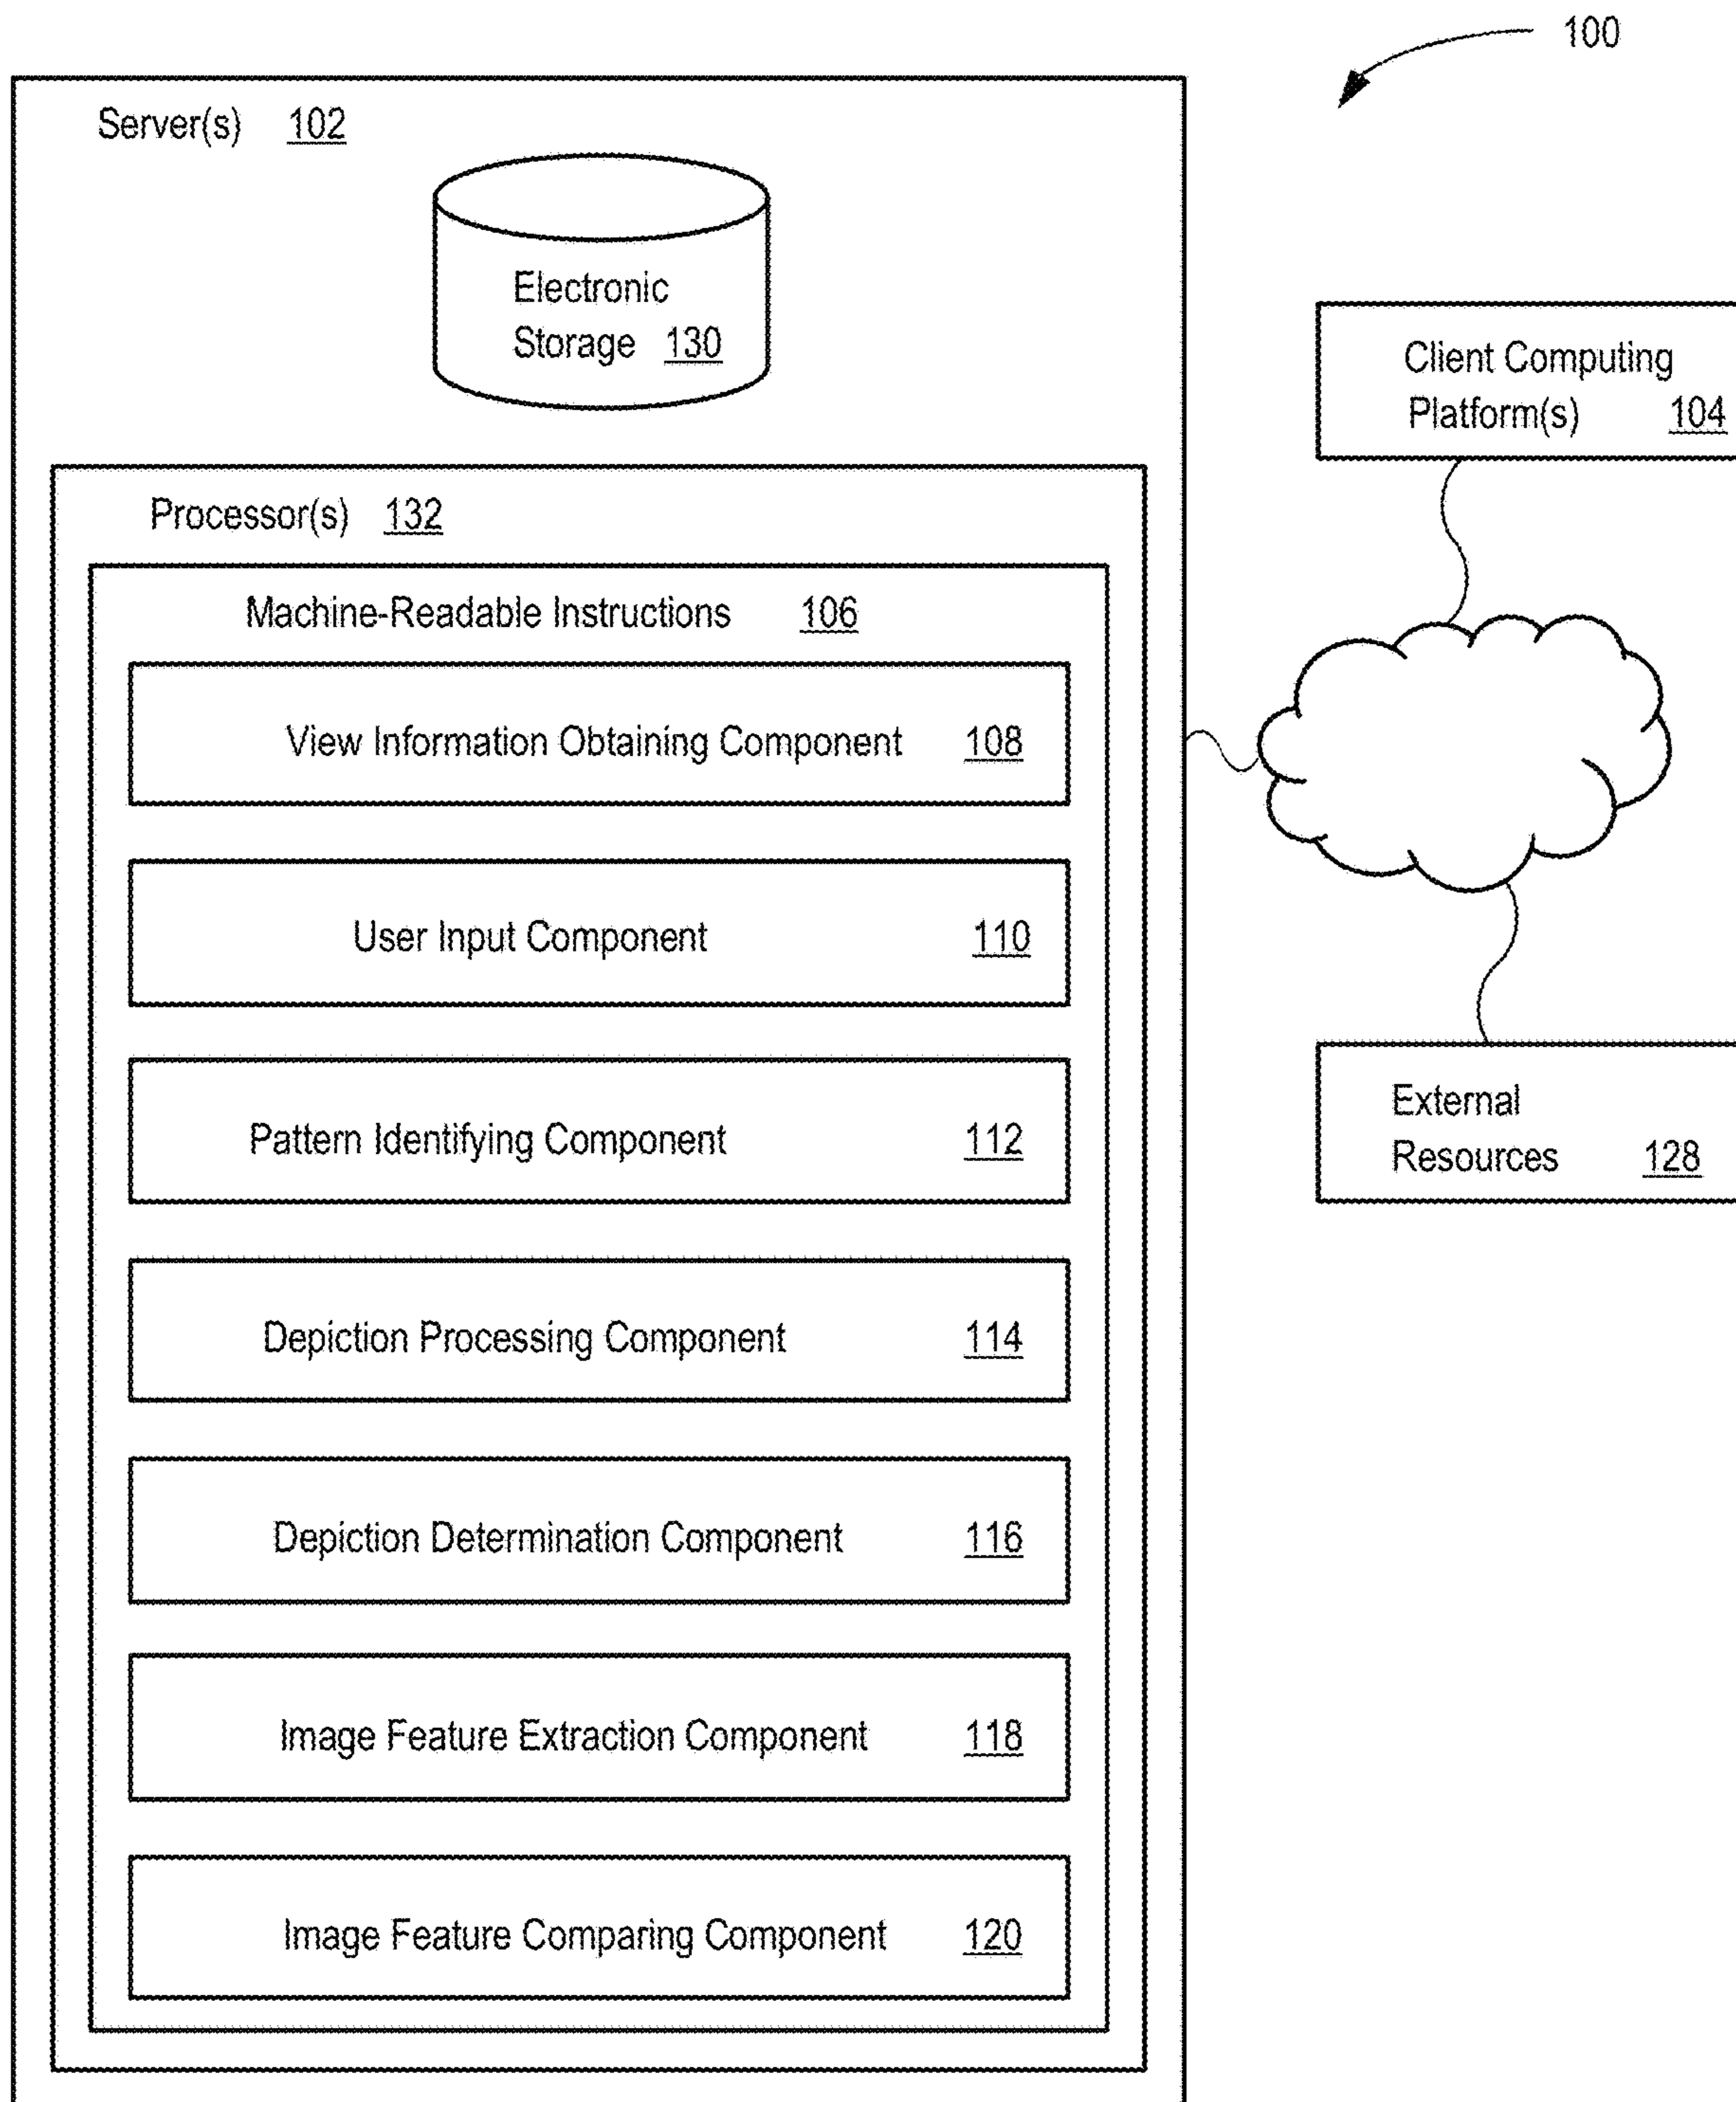 100
Server(s) 102
Electronic
Storage 130
Processor(s) 132
Machine-Readable Instructions 106
View Information Obtaining Component 108
User Input Component 110
Pattern Identifying Component 112
Depiction Processing Component 114
Depiction Determination Component 116
Image Feature Extraction Component 118
Image Feature Comparing Component 120
Client Computing
Platform(s) 104
External
Resources 128